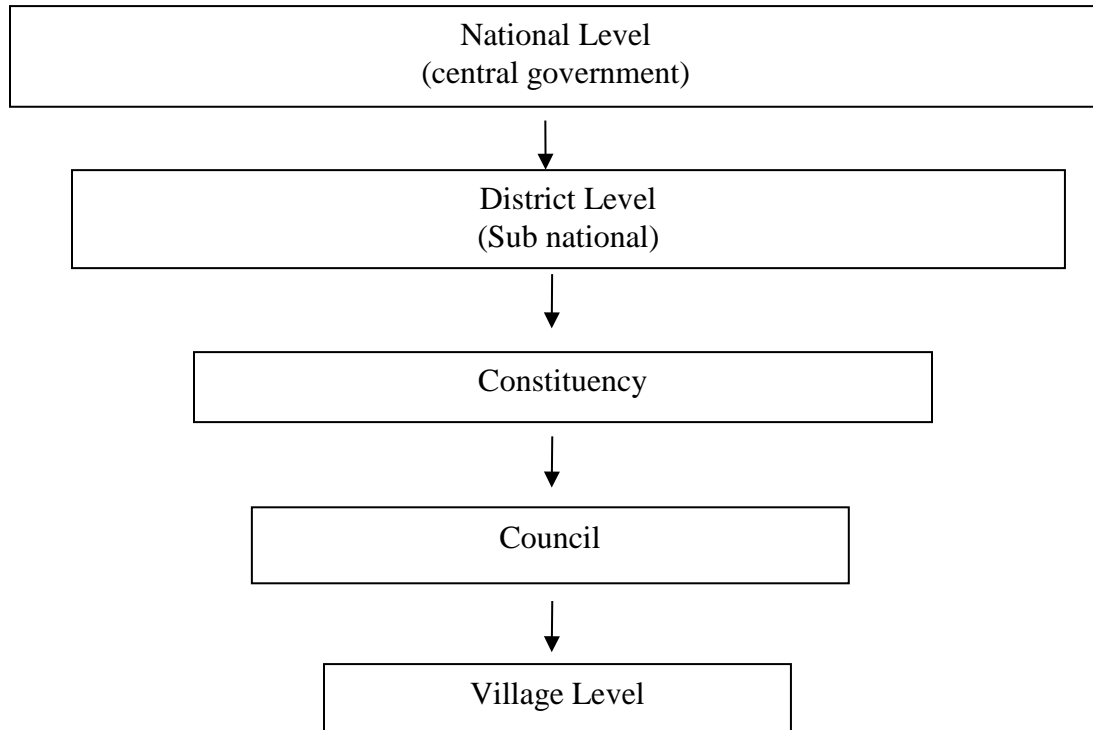 National Level
(central government)
District Level
(Sub national)
Constituency
Council
Village Level